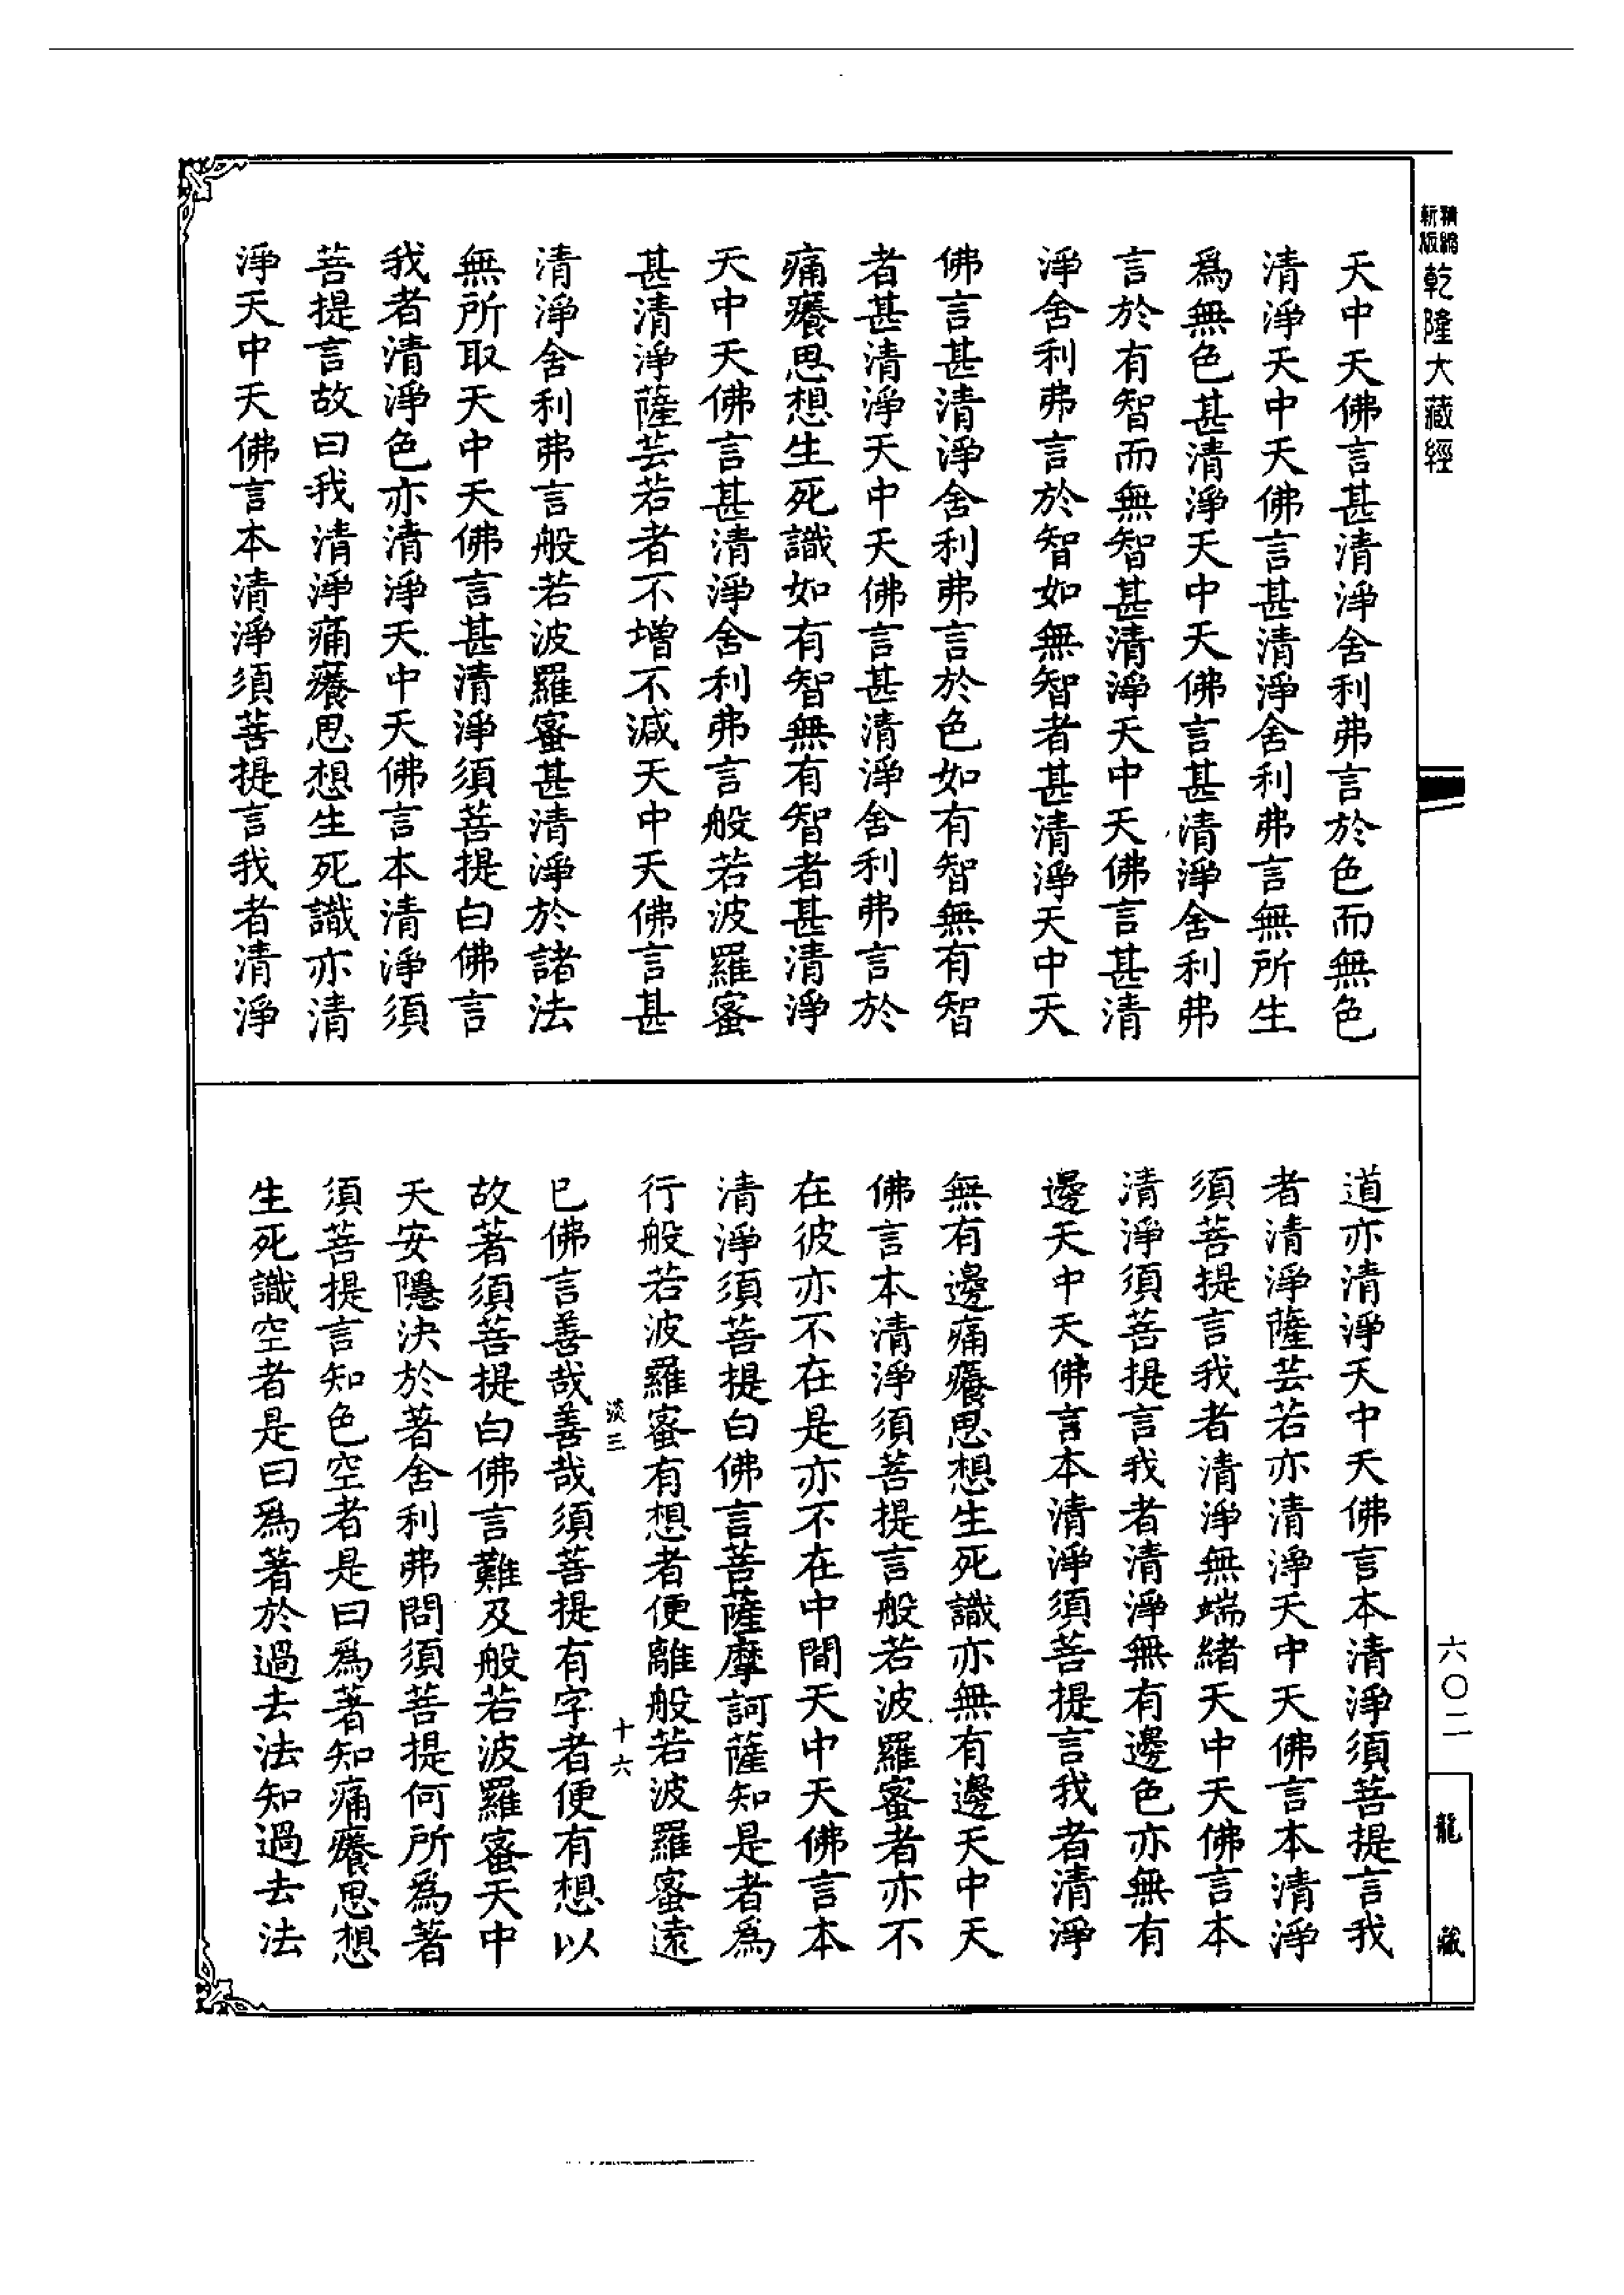 精縮
新版
乾隆大藏經
天中天佛言甚清淨舍利弗言於色而無色
清淨天中天佛言甚清淨舍利弗言無所生
爲無色甚清淨天中天佛言甚清淨舍利弗
言於有智而無智甚清淨天中天佛言甚清
淨舍利弗言於智如無智者甚清淨天中天
佛言甚清淨舍利弗言於色如有智無有智
者甚清淨天中天佛言甚清淨舍利弗言於
痛癢思想生死識如有智無有智者甚清淨
天中天佛言甚清淨舍利弗言般若波羅蜜
甚清淨薩芸若者不增不減天中天佛言甚
清淨舍利弗言般若波羅蜜甚清淨於諸法
無所取天中天佛言甚清淨須菩提白佛言
我者清淨色亦清淨天中天佛言本清淨須
菩提言故曰我清淨痛癢思想生死識亦清
淨天中天佛言本清淨須菩提言我者清淨
道亦清淨天中天佛言本清淨須菩提言我
者清淨薩芸若亦清淨天中天佛言本清淨
須菩提言我者清淨無端緒天中天佛言本
清淨須菩提言我者清淨無有邊色亦無有
邊天中天佛言本清淨須菩提言我者清淨
無有邊痛癢思想生死識亦無有邊天中天
佛言本清淨須菩提言般若波羅蜜者亦不
在彼亦不在是亦不在中間天中天佛言本
清淨須菩提白佛言菩薩摩訶薩知是者爲
行般若波羅蜜有想者便離般若波羅蜜遠
淡三
十六
已佛言善哉善哉須菩提有字者便有想以
故著須菩提白佛言難及般若波羅蜜天中
天安隱決於著舍利弗問須菩提何所爲著
須菩提言知色空者是曰爲著知痛癢思想
生死識空者是曰爲著於過去法知過去法
六〇二
龍藏